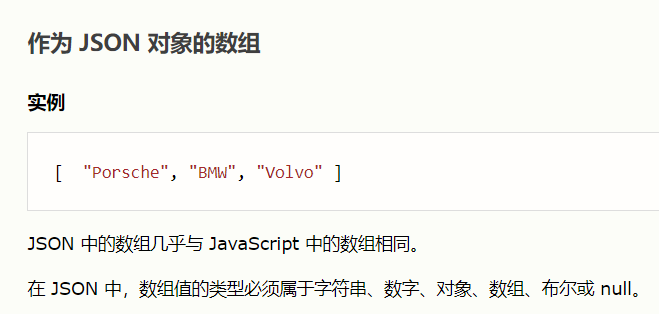 作为 JSON 对象的数组
实例
[  "Porsche", "BMW", "Volvo" ]
JSON 中的数组几乎与 JavaScript 中的数组相同。
在 JSON 中，数组值的类型必须属于字符串、数字、对象、数组、布尔或 null。